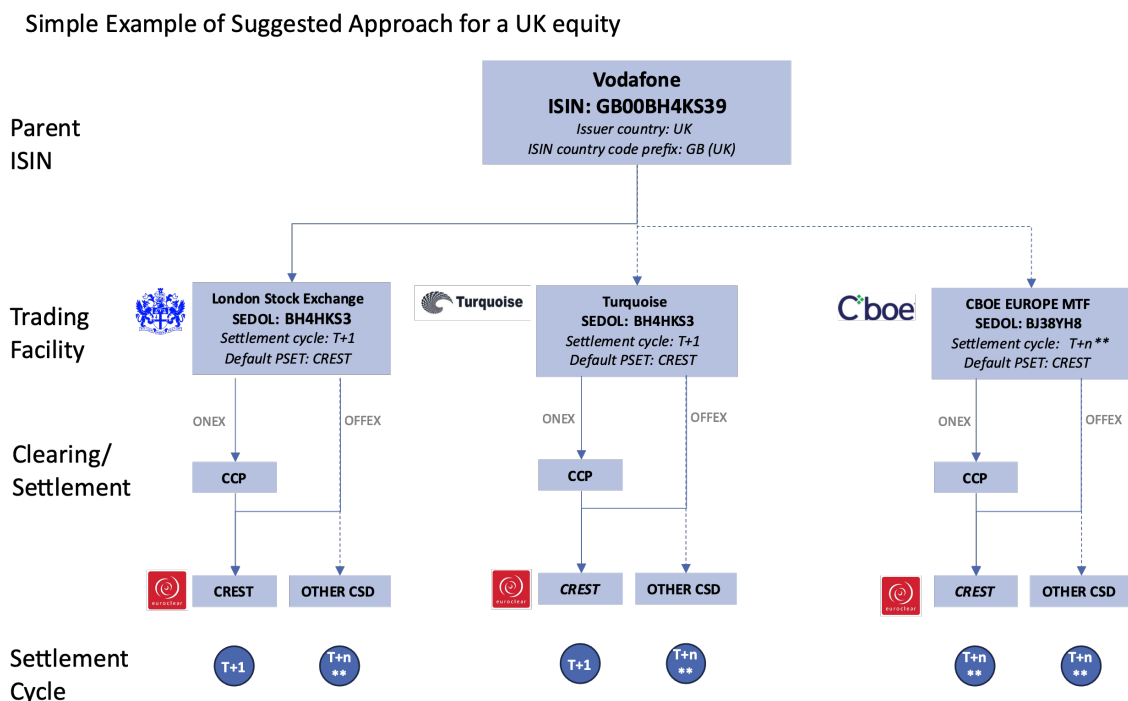 Simple Example of Suggested Approach for a UK equity
Parent
ISIN
Vodafone
ISIN: GB00BH4KS39
Issuer country: UK
ISIN country code prefix: GB (UK)
Trading
Facility
London Stock Exchange
SEDOL: BH4HKS3
Settlement cycle: T+1
Default PSET: CREST
Turquoise
Turquoise
SEDOL: BH4HKS3
Settlement cycle: T+1
Default PSET: CREST
Cboe
CBOE EUROPE MTF
SEDOL: BJ38YH8
Settlement cycle: T+n**
Default PSET: CREST
ONEX
OFFEX
ONEX
OFFEX
ONEX
OFFEX
Clearing/
Settlement
CCP
CCP
CCP
euroclear
CREST
OTHER CSD
euroclear
CREST
OTHER CSD
euroclear
CREST
OTHER CSD
Settlement
Cycle
T+1
T+n
**
T+1
T+n
**
T+n
**
T+n
**